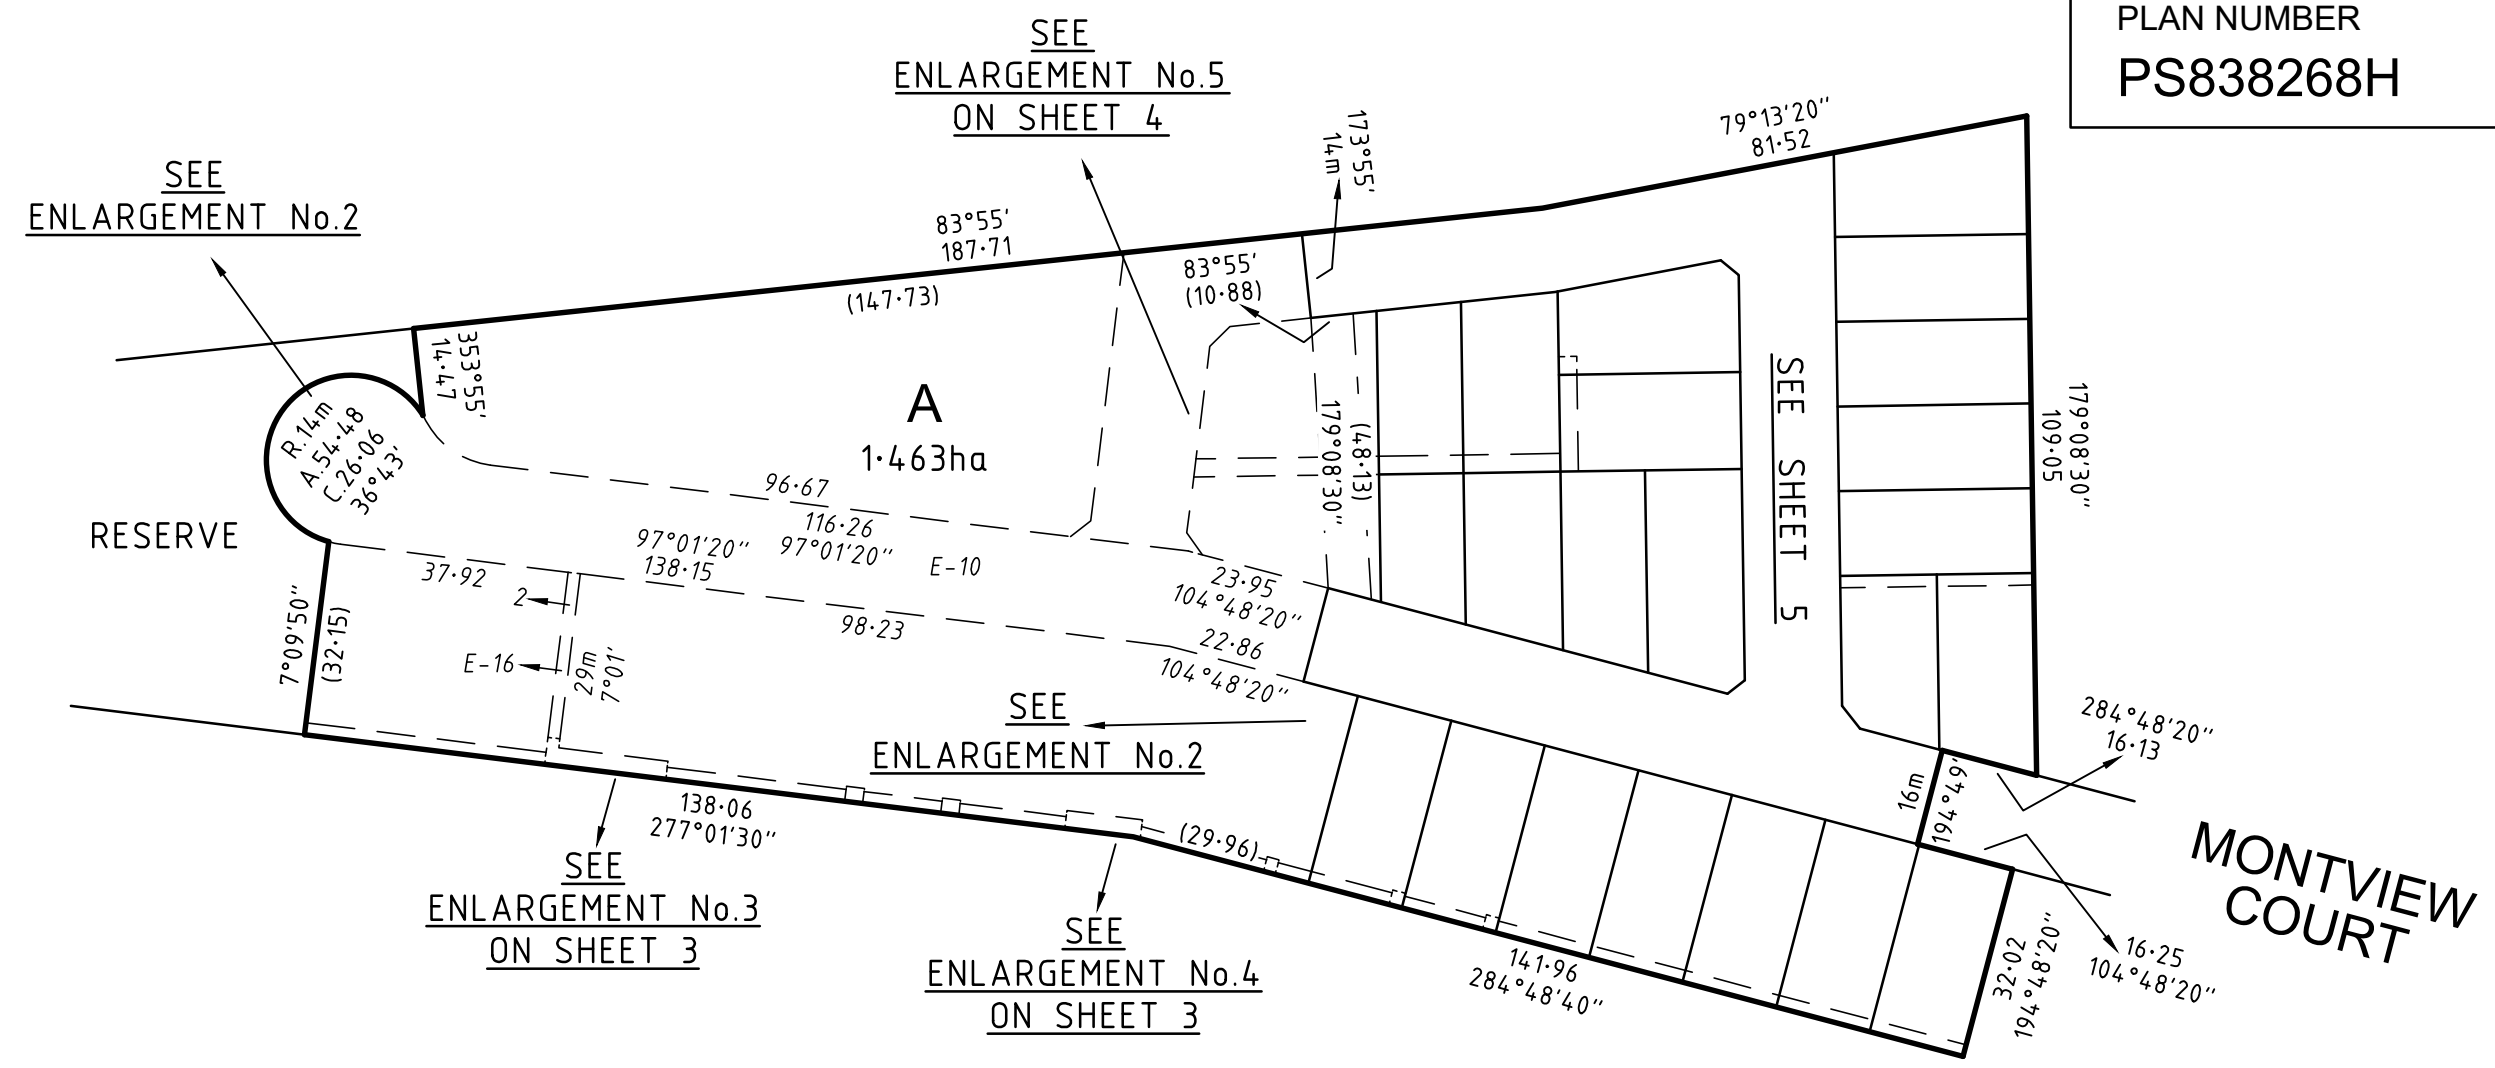 PLAN NUMBER
PS838268H
SEE
ENLARGEMENT No.5
ON SHEET 4
SEE
ENLARGEMENT No.2
83°55'
187·71
(147·73)
173°55'
14m
83°55'
(10·88)
79°13'20"
81·52
353°55'
14·47
R.14m
A.54·48
C.26·06
36°43'
A
1·463ha
RESERVE
96·67
116·26
97°01'20"
97°01'20"
138·15
E-10
37·92
2
98·23
E-16
29m
7°01'
7°09'50"
(32·15)
179°08'30"
(48·13)
23·95
104°48'20"
22·86
104°48'20"
SEE SHEET 5
179°08'30"
109·05
SEE
ENLARGEMENT No.2
138·06
277°01'30"
SEE
ENLARGEMENT No.3
ON SHEET 3
(29·96)
SEE
ENLARGEMENT No.4
ON SHEET 3
141·96
284°48'40"
284°48'20"
16·13
16m
194°49'
MONTVIEW
COURT
16·25
104°48'20"
32·02
194°48'20"